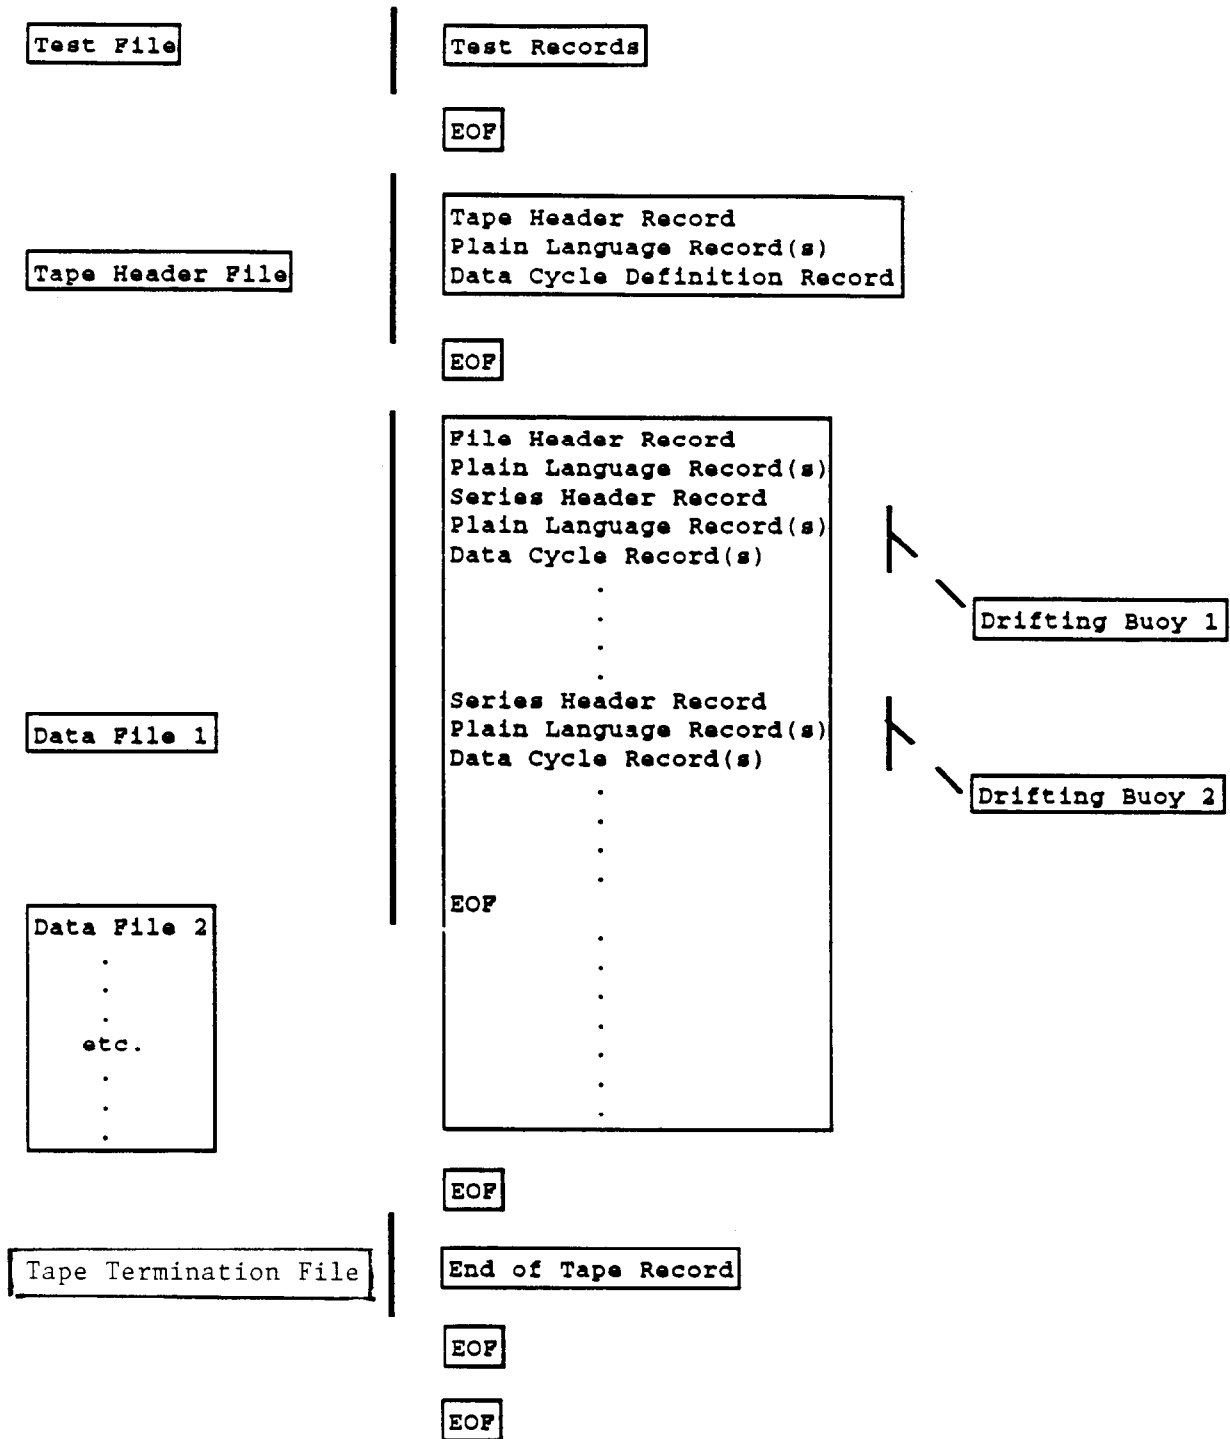 Test File
Test Records
EOF
Tape Header File
Tape Header Record
Plain Language Record(s)
Data Cycle Definition Record
EOF
File Header Record
Plain Language Record(s)
Series Header Record
Plain Language Record(s)
Data Cycle Record(s)
.
.
.
.
Drifting Buoy 1
Data File 1
Series Header Record
Plain Language Record(s)
Data Cycle Record(s)
.
.
.
.
Drifting Buoy 2
EOF
.
.
.
.
.
.
.
Data File 2
.
.
.
etc.
.
.
.
EOF
Tape Termination File
End of Tape Record
EOF
EOF